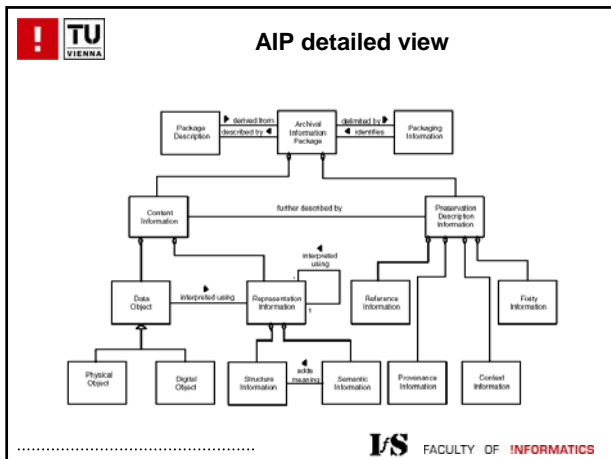 ! TU
VIENNA
AIP detailed view
Package
Description
derived from
described by
Archival
Information
Package
delimited by
identifies
Packaging
Information
Content
Information
further described by
Preservation
Description
Information
interpreted
using
Data
Object
interpreted using
Representation
Information
1
Reference
Information
Fixity
Information
Physical
Object
Digital
Object
Structure
Information
adds
meaning
Semantic
Information
Provenance
Information
Context
Information
IfS FACULTY OF !NFORMATICS